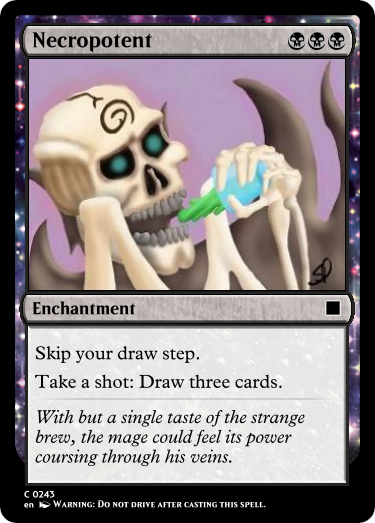 Necropotent
Enchantment
Skip your draw step.
Take a shot: Draw three cards.
With but a single taste of the strange
brew, the mage could feel its power
coursing through his veins.
C 0243
en Warning: Do not drive after casting this spell.